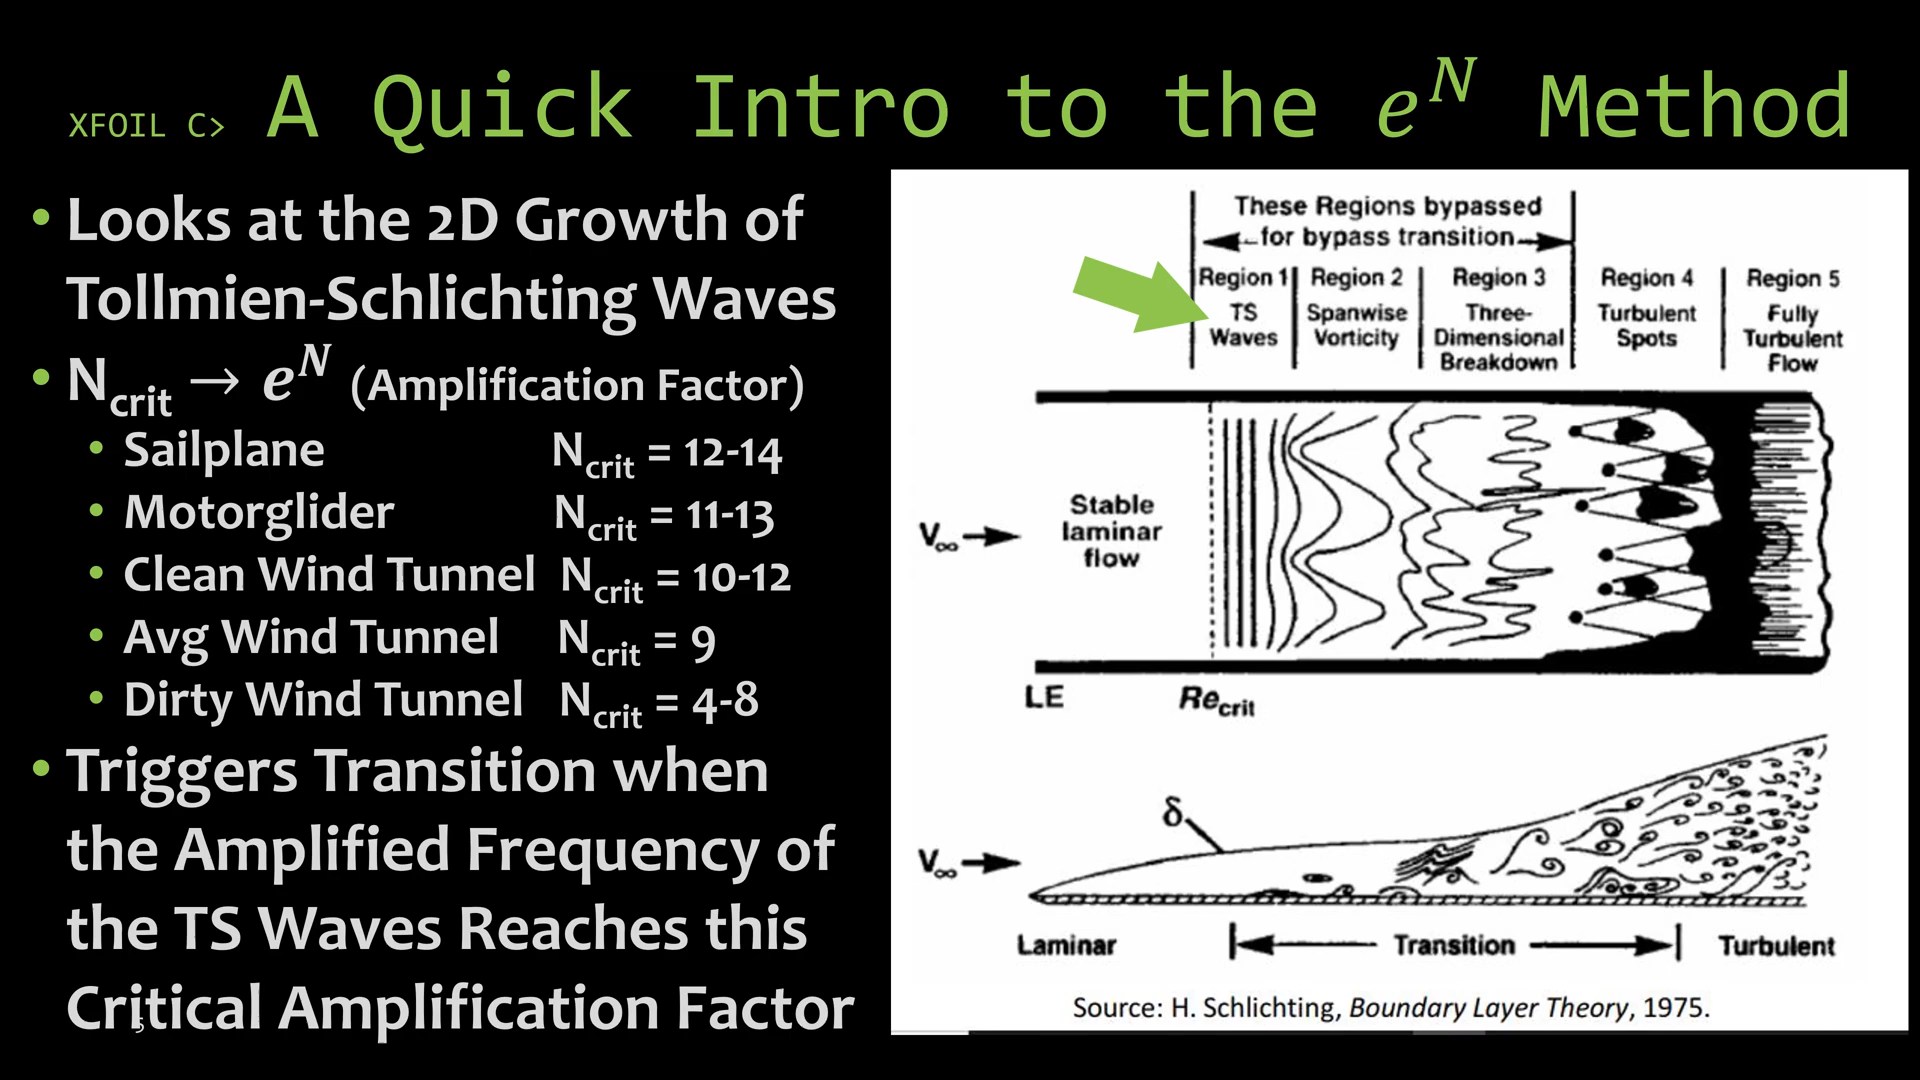 XFOIL C> A Quick Intro to the e^N Method
• Looks at the 2D Growth of
Tollmien-Schlichting Waves
• N_crit → e^N (Amplification Factor)
• Sailplane N_crit = 12-14
• Motorglider N_crit = 11-13
• Clean Wind Tunnel N_crit = 10-12
• Avg Wind Tunnel N_crit = 9
• Dirty Wind Tunnel N_crit = 4-8
• Triggers Transition when
the Amplified Frequency of
the TS Waves Reaches this
Critical Amplification Factor
5
These Regions bypassed
for bypass transition
Region 1 Region 2 Region 3 Region 4 Region 5
TS Spanwise Three- Turbulent Fully
Waves Vorticity Dimensional Spots Turbulent
Breakdown Flow
Stable
V∞ laminar
flow
LE Re_crit
δ
V∞
Laminar Transition Turbulent
Source: H. Schlichting, Boundary Layer Theory, 1975.